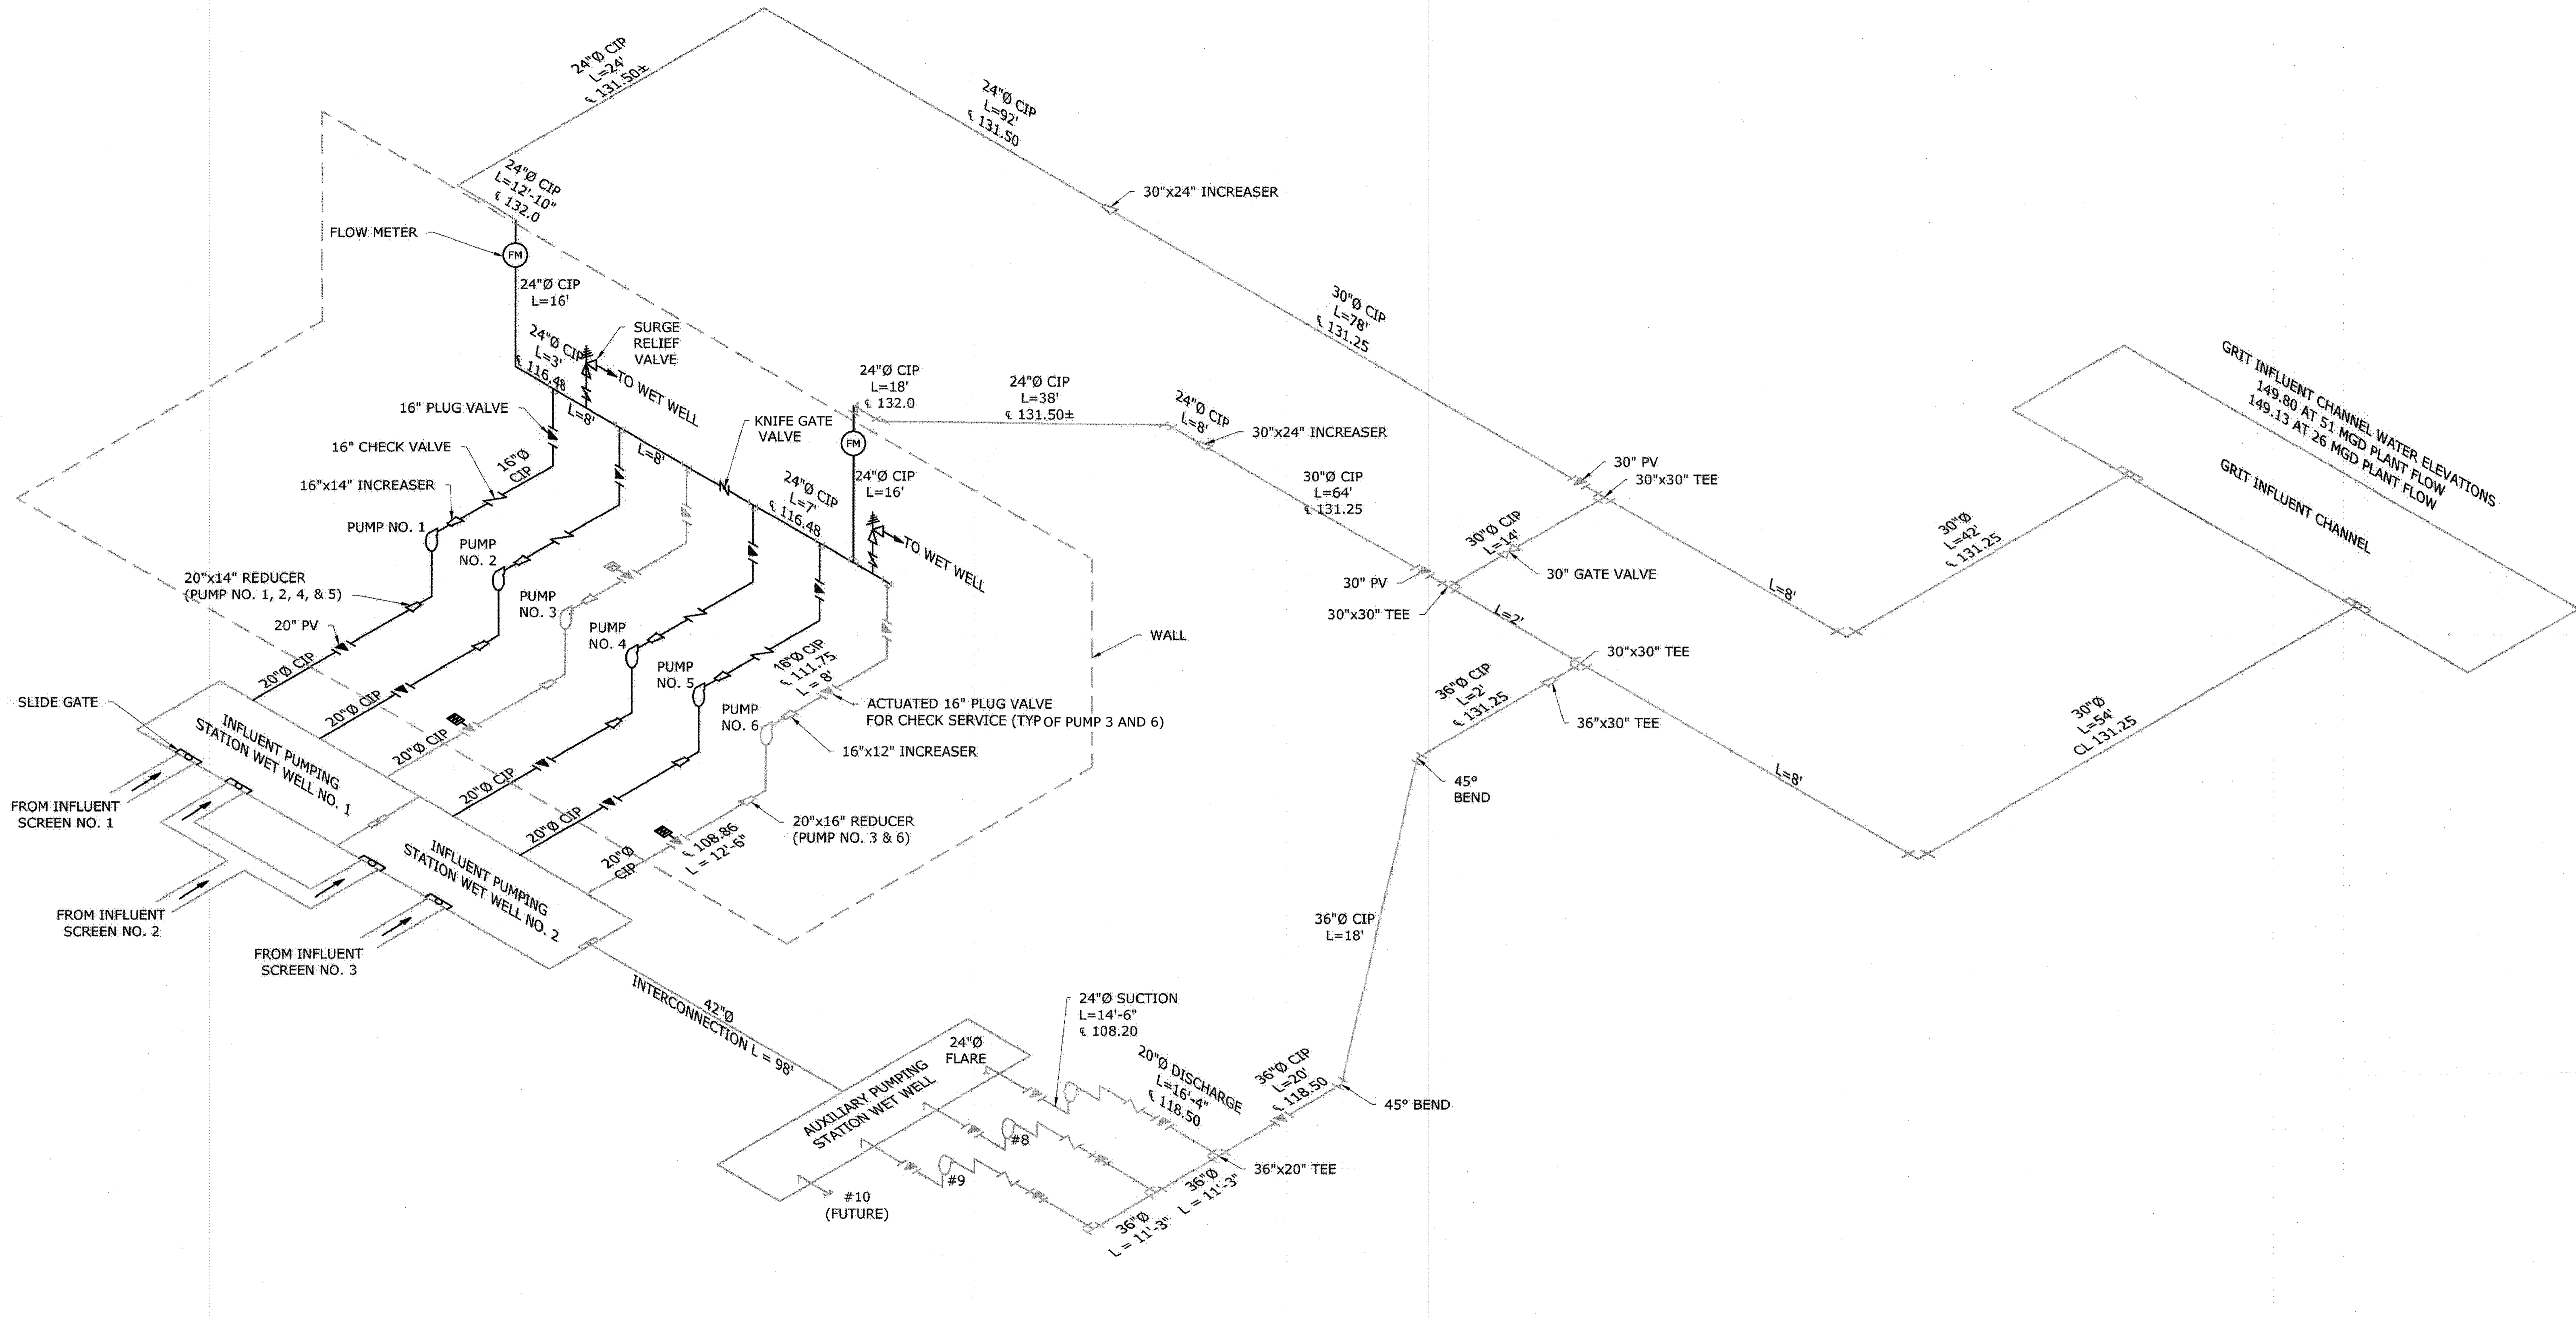 24"Ø CIP
L=24'
℄ 131.50±
24"Ø CIP
L=92'
℄ 131.50
30"x24" INCREASER
24"Ø CIP
L=12'-10"
℄ 132.0
FLOW METER
FM
24"Ø CIP
L=16'
24"Ø CIP
L=3'
℄ 116.48
SURGE
RELIEF
VALVE
TO WET WELL
L=8'
16" PLUG VALVE
L=8'
KNIFE GATE
VALVE
16" CHECK VALVE
16"Ø
CIP
16"x14" INCREASER
PUMP NO. 1
PUMP
NO. 2
PUMP
NO. 3
PUMP
NO. 4
PUMP
NO. 5
PUMP
NO. 6
24"Ø CIP
L=7'
℄ 116.48
24"Ø CIP
L=18'
℄ 132.0
FM
24"Ø CIP
L=16'
TO WET WELL
24"Ø CIP
L=38'
℄ 131.50±
24"Ø CIP
L=8'
30"x24" INCREASER
30"Ø CIP
L=78'
℄ 131.25
30"Ø CIP
L=64'
℄ 131.25
30" PV
30"x30" TEE
30"Ø CIP
L=14'
30" GATE VALVE
30" PV
30"x30" TEE
L=2'
L=8'
30"Ø
L=42'
℄ 131.25
GRIT INFLUENT CHANNEL WATER ELEVATIONS
149.80 AT 51 MGD PLANT FLOW
149.13 AT 26 MGD PLANT FLOW
GRIT INFLUENT CHANNEL
20"x14" REDUCER
(PUMP NO. 1, 2, 4, & 5)
20" PV
20"Ø CIP
20"Ø CIP
20"Ø CIP
20"Ø CIP
20"Ø CIP
20"Ø
CIP
℄ 108.86
L = 12'-6"
16"Ø CIP
℄ 111.75
L = 8'
WALL
ACTUATED 16" PLUG VALVE
FOR CHECK SERVICE (TYP OF PUMP 3 AND 6)
16"x12" INCREASER
20"x16" REDUCER
(PUMP NO. 3 & 6)
30"x30" TEE
36"Ø CIP
L=2'
℄ 131.25
36"x30" TEE
45° BEND
L=8'
30"Ø
L=54'
CL 131.25
SLIDE GATE
INFLUENT PUMPING
STATION WET WELL NO. 1
FROM INFLUENT
SCREEN NO. 1
INFLUENT PUMPING
STATION WET WELL NO. 2
FROM INFLUENT
SCREEN NO. 2
FROM INFLUENT
SCREEN NO. 3
42"Ø
INTERCONNECTION L = 98'
36"Ø CIP
L=18'
24"Ø SUCTION
L=14'-6"
℄ 108.20
24"Ø
FLARE
AUXILIARY PUMPING
STATION WET WELL
20"Ø DISCHARGE
L=16'-4"
℄ 118.50
36"Ø CIP
L=20'
℄ 118.50
45° BEND
#8
#9
#10
(FUTURE)
36"x20" TEE
36"Ø
L = 11'-3"
36"Ø
L = 11'-3"